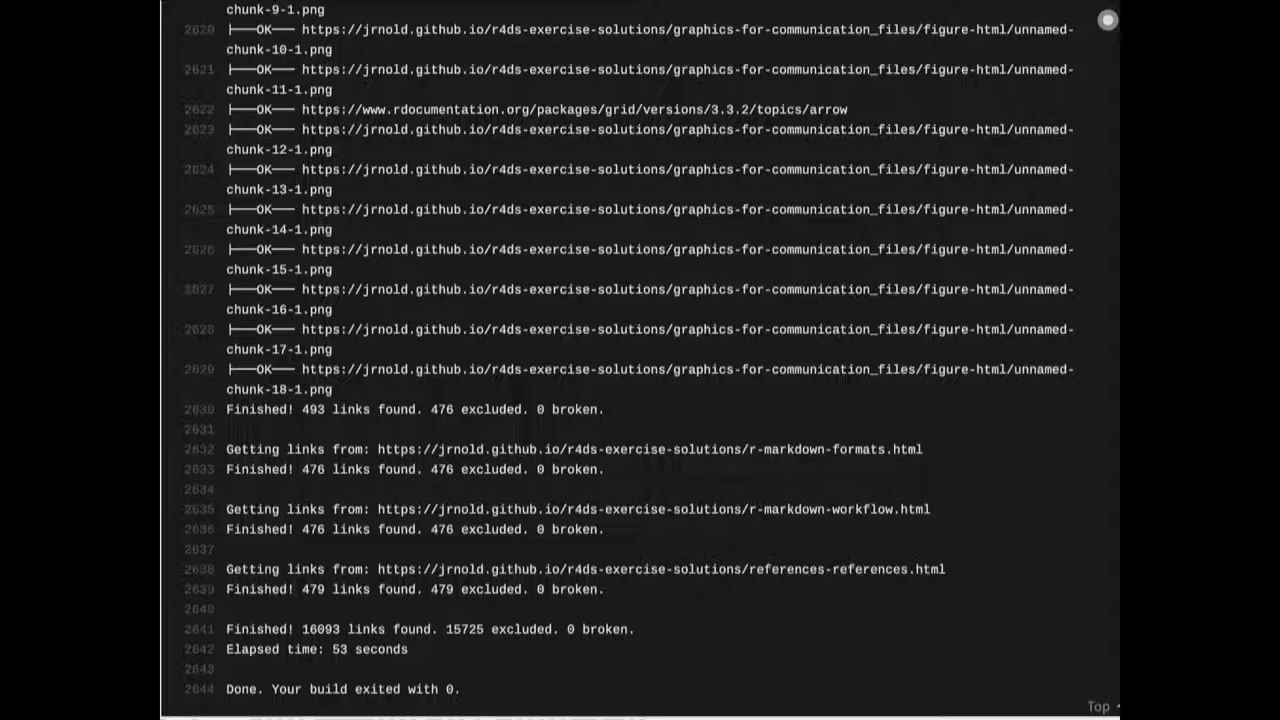 chunk-9-1.png
2620 ├──OK─── https://jrnold.github.io/r4ds-exercise-solutions/graphics-for-communication_files/figure-html/unnamed-
chunk-10-1.png
2621 ├──OK─── https://jrnold.github.io/r4ds-exercise-solutions/graphics-for-communication_files/figure-html/unnamed-
chunk-11-1.png
2622 ├──OK─── https://www.rdocumentation.org/packages/grid/versions/3.3.2/topics/arrow
2623 ├──OK─── https://jrnold.github.io/r4ds-exercise-solutions/graphics-for-communication_files/figure-html/unnamed-
chunk-12-1.png
2624 ├──OK─── https://jrnold.github.io/r4ds-exercise-solutions/graphics-for-communication_files/figure-html/unnamed-
chunk-13-1.png
2625 ├──OK─── https://jrnold.github.io/r4ds-exercise-solutions/graphics-for-communication_files/figure-html/unnamed-
chunk-14-1.png
2626 ├──OK─── https://jrnold.github.io/r4ds-exercise-solutions/graphics-for-communication_files/figure-html/unnamed-
chunk-15-1.png
2627 ├──OK─── https://jrnold.github.io/r4ds-exercise-solutions/graphics-for-communication_files/figure-html/unnamed-
chunk-16-1.png
2628 ├──OK─── https://jrnold.github.io/r4ds-exercise-solutions/graphics-for-communication_files/figure-html/unnamed-
chunk-17-1.png
2629 ├──OK─── https://jrnold.github.io/r4ds-exercise-solutions/graphics-for-communication_files/figure-html/unnamed-
chunk-18-1.png
2630 Finished! 493 links found. 476 excluded. 0 broken.
2631
2632 Getting links from: https://jrnold.github.io/r4ds-exercise-solutions/r-markdown-formats.html
2633 Finished! 476 links found. 476 excluded. 0 broken.
2634
2635 Getting links from: https://jrnold.github.io/r4ds-exercise-solutions/r-markdown-workflow.html
2636 Finished! 476 links found. 476 excluded. 0 broken.
2637
2638 Getting links from: https://jrnold.github.io/r4ds-exercise-solutions/references-references.html
2639 Finished! 479 links found. 479 excluded. 0 broken.
2640
2641 Finished! 16093 links found. 15725 excluded. 0 broken.
2642 Elapsed time: 53 seconds
2643
2644 Done. Your build exited with 0.
Top